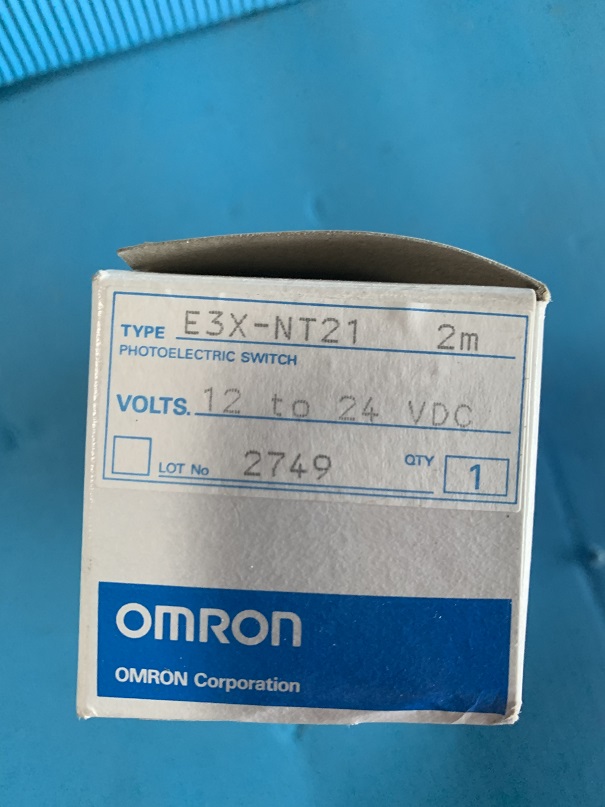 TYPE E3X-NT21 2m
PHOTOELECTRIC SWITCH
VOLTS. 12 to 24 VDC
LOT No 2749 QTY 1
OMRON
OMRON Corporation